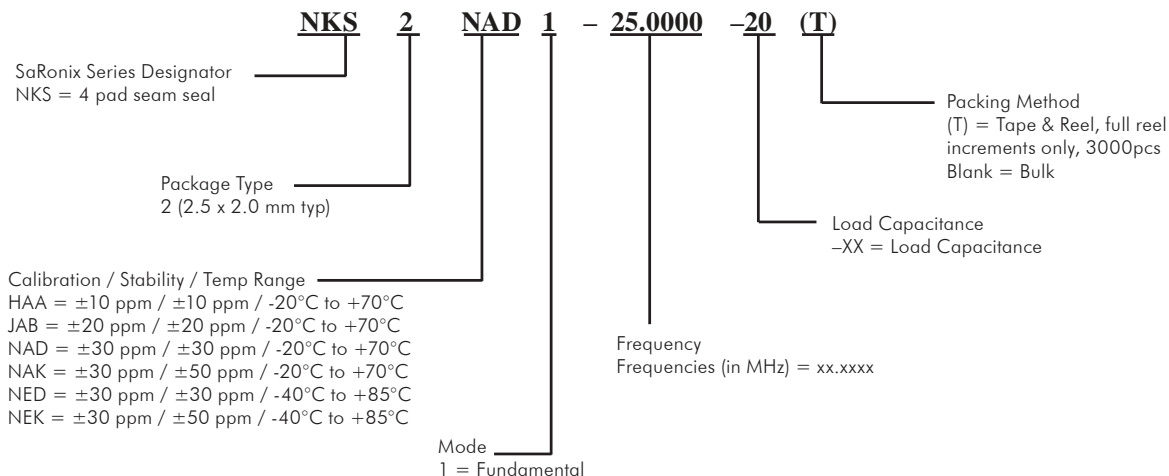 NKS 2 NAD 1 – 25.0000 –20 (T)
SaRonix Series Designator
NKS = 4 pad seam seal
Packing Method
(T) = Tape & Reel, full reel
increments only, 3000pcs
Blank = Bulk
Package Type
2 (2.5 x 2.0 mm typ)
Load Capacitance
–XX = Load Capacitance
Calibration / Stability / Temp Range
HAA = ±10 ppm / ±10 ppm / -20°C to +70°C
JAB = ±20 ppm / ±20 ppm / -20°C to +70°C
NAD = ±30 ppm / ±30 ppm / -20°C to +70°C
NAK = ±30 ppm / ±50 ppm / -20°C to +70°C
NED = ±30 ppm / ±30 ppm / -40°C to +85°C
NEK = ±30 ppm / ±50 ppm / -40°C to +85°C
Frequency
Frequencies (in MHz) = xx.xxxx
Mode
1 = Fundamental